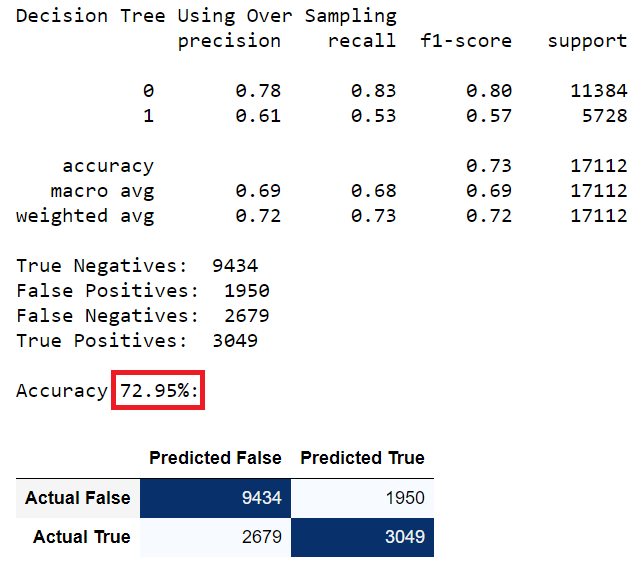 Decision Tree Using Over Sampling
precision recall f1-score support
0 0.78 0.83 0.80 11384
1 0.61 0.53 0.57 5728
accuracy 0.73 17112
macro avg 0.69 0.68 0.69 17112
weighted avg 0.72 0.73 0.72 17112
True Negatives: 9434
False Positives: 1950
False Negatives: 2679
True Positives: 3049
Accuracy 72.95%:
Predicted False Predicted True
Actual False 9434 1950
Actual True 2679 3049